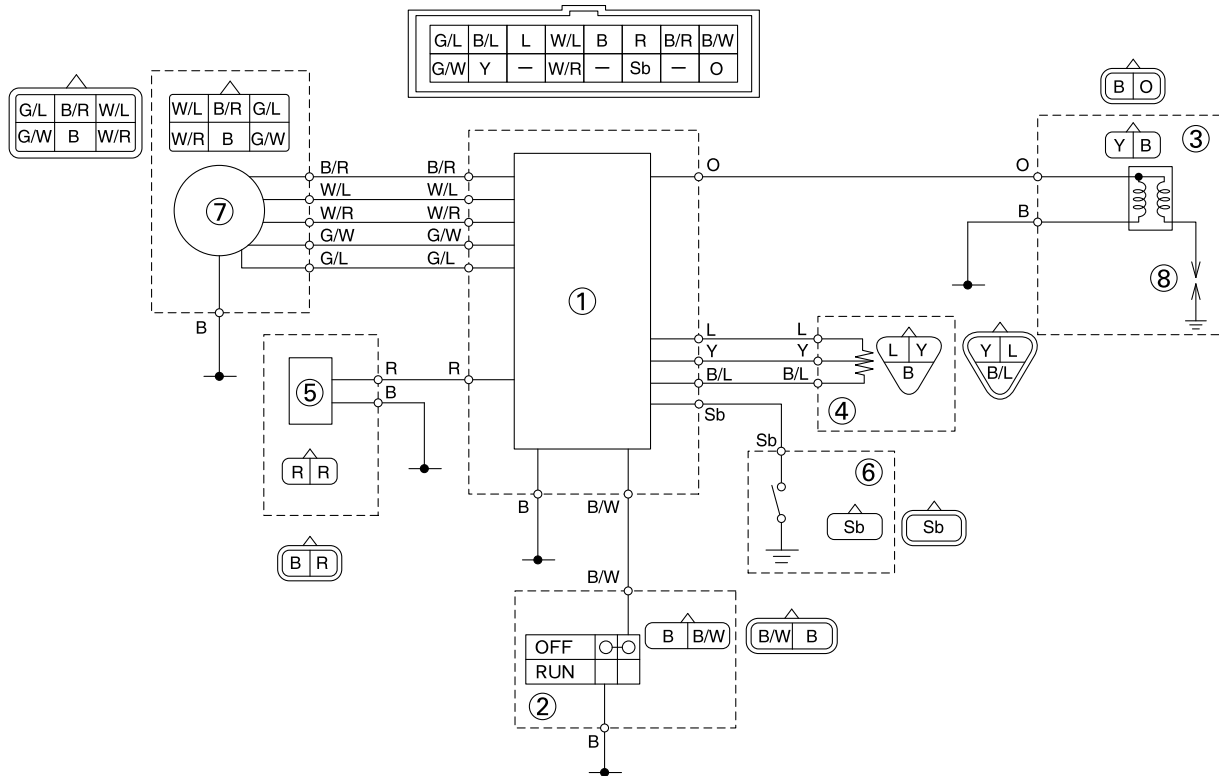 G/L B/L L W/L B R B/R B/W
G/W Y — W/R — Sb — O
G/L B/R W/L
G/W B W/R
W/L B/R G/L
W/R B G/W
B O
Y B
③
B/R B/R
W/L W/L
W/R W/R
G/W G/W
G/L G/L
⑦
B
①
O O
B
⑧
L L
Y Y
B/L B/L
Sb
④
L Y
B
Y L
B/L
R R
B
⑤
R R
B R
Sb
⑥
Sb
Sb
B B/W
B/W
OFF
RUN
②
B B/W
B/W B
B